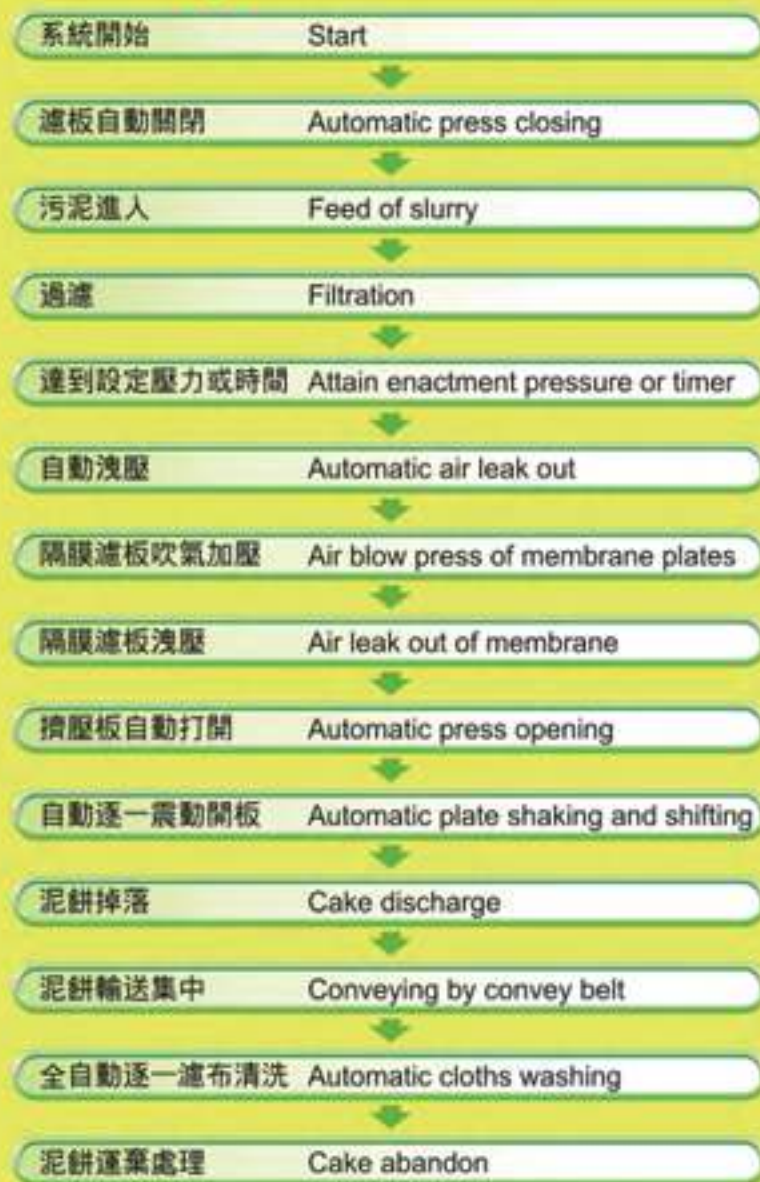 系統開始 Start
濾板自動關閉 Automatic press closing
污泥進入 Feed of slurry
過濾 Filtration
達到設定壓力或時間 Attain enactment pressure or timer
自動洩壓 Automatic air leak out
隔膜濾板吹氣加壓 Air blow press of membrane plates
隔膜濾板洩壓 Air leak out of membrane
擠壓板自動打開 Automatic press opening
自動逐一震動開板 Automatic plate shaking and shifting
泥餅掉落 Cake discharge
泥餅輸送集中 Conveying by convey belt
全自動逐一濾布清洗 Automatic cloths washing
泥餅運棄處理 Cake abandon